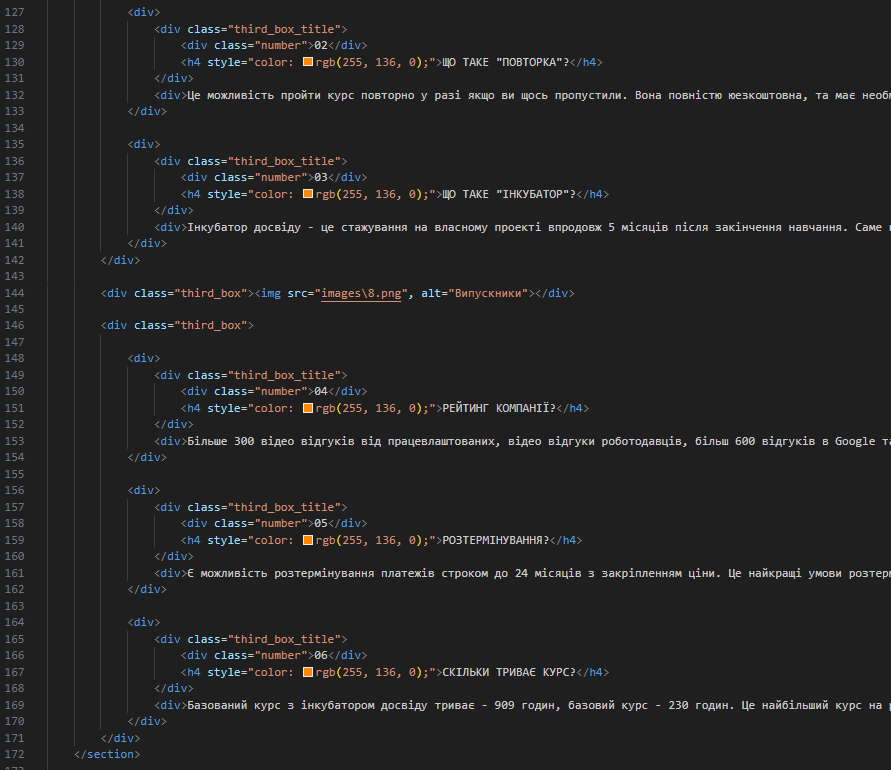 127 <div>
128 <div class="third_box_title">
129 <div class="number">02</div>
130 <h4 style="color: rgb(255, 136, 0);">ЩО ТАКЕ "ПОВТОРКА"?</h4>
131 </div>
132 <div>Це можливість пройти курс повторно у разі якщо ви щось пропустили. Вона повністю юезкоштовна, та має
133 </div>
134
135 <div>
136 <div class="third_box_title">
137 <div class="number">03</div>
138 <h4 style="color: rgb(255, 136, 0);">ЩО ТАКЕ "ІНКУБАТОР"?</h4>
139 </div>
140 <div>Інкубатор досвіду - це стажування на власному проекті впродовж 5 місяців після закінчення навчання. Саме
141 </div>
142 </div>
143
144 <div class="third_box"><img src="images\8.png", alt="Випускники"></div>
145
146 <div class="third_box">
147
148 <div>
149 <div class="third_box_title">
150 <div class="number">04</div>
151 <h4 style="color: rgb(255, 136, 0);">РЕЙТИНГ КОМПАНІЇ?</h4>
152 </div>
153 <div>Більше 300 відео відгуків від працевлаштованих, відео відгуки роботодавців, більш 600 відгуків в Google
154 </div>
155
156 <div>
157 <div class="third_box_title">
158 <div class="number">05</div>
159 <h4 style="color: rgb(255, 136, 0);">РОЗТЕРМІНУВАННЯ?</h4>
160 </div>
161 <div>Є можливість розтермінування платежів строком до 24 місяців з закріпленням ціни. Це найкращі умови
162 </div>
163
164 <div>
165 <div class="third_box_title">
166 <div class="number">06</div>
167 <h4 style="color: rgb(255, 136, 0);">СКІЛЬКИ ТРИВАЄ КУРС?</h4>
168 </div>
169 <div>Базований курс з інкубатором досвіду триває - 909 годин, базовий курс - 230 годин. Це найбільший курс на
170 </div>
171 </div>
172 </section>